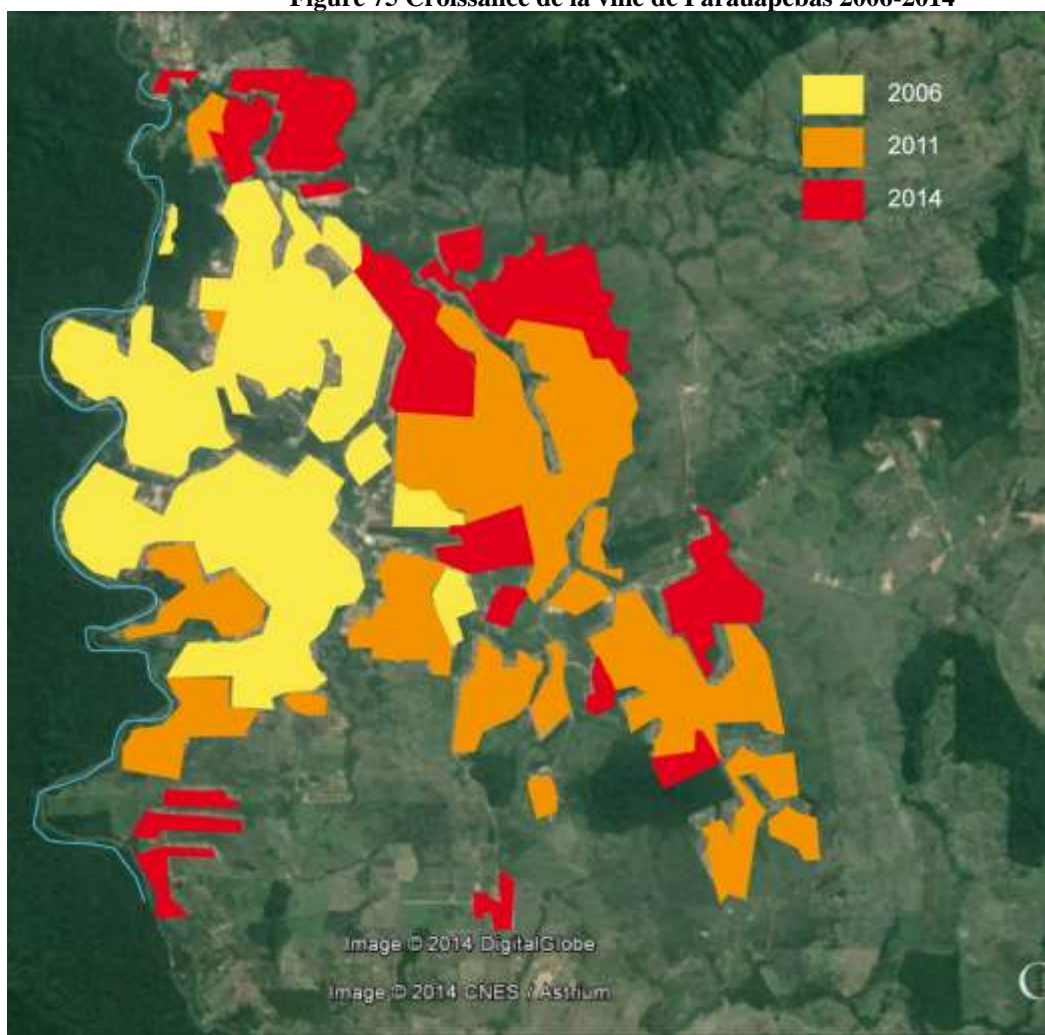 Figure 75 Croissance de la ville de Parauapebas 2006-2014
2006
2011
2014
Image © 2014 DigitalGlobe
Image © 2014 CNES / Astrium